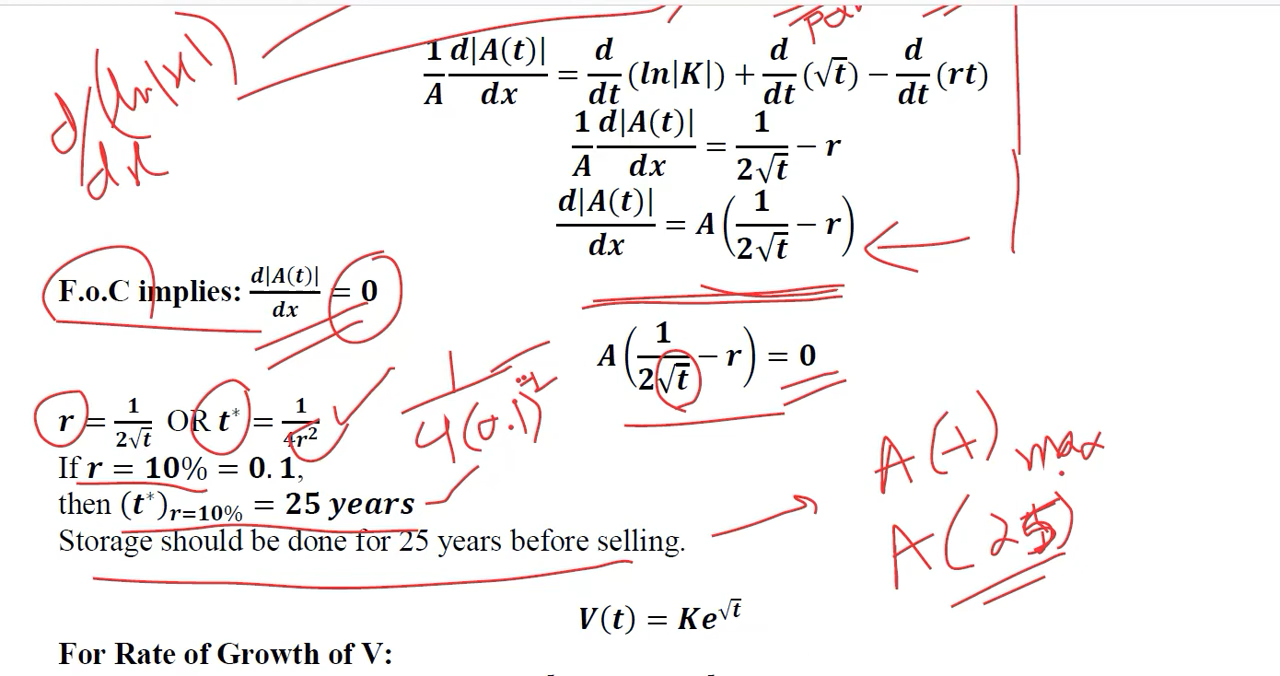 1/A d|A(t)|/dx = d/dt (ln|K|) + d/dt (√t) − d/dt (rt)
d(ln|x|)/dx
1/A d|A(t)|/dx = 1/(2√t) − r
d|A(t)|/dx = A(1/(2√t) − r)
F.o.C implies: d|A(t)|/dx = 0
A(1/(2√t) − r) = 0
r = 1/(2√t) OR t* = 1/(4r²)
1/4(0.1)²
If r = 10% = 0.1,
then (t*)r=10% = 25 years
Storage should be done for 25 years before selling.
A(t) max
A(25)
V(t) = Ke^√t
For Rate of Growth of V: